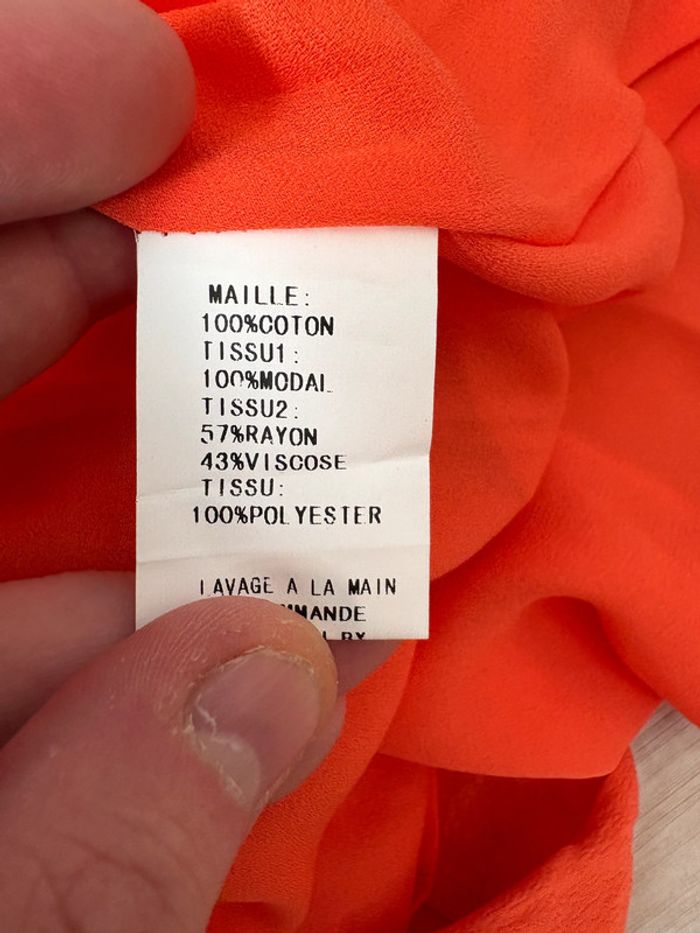 MAILLE:
100%COTON
TISSU1:
100%MODAL
TISSU2:
57%RAYON
43%VISCOSE
TISSU:
100%POLYESTER
LAVAGE A LA MAIN